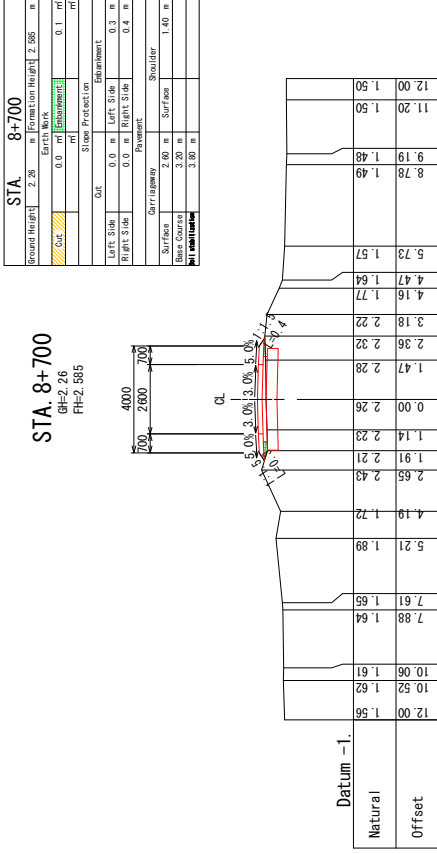 STA. 8+700
Ground Height 2.26 m Formation Height 2.585 m
Earth Work
Cut 0.0 ㎡ Embankment 0.1 ㎡
㎡ ㎡
Slope Protection
Cut Embankment
Left Side 0.0 m Left Side 0.3 m
Right Side 0.0 m Right Side 0.4 m
Pavement
Carriageway Shoulder
Surface 2.60 m Surface 1.40 m
Base Course 3.20 m
3.80 m
STA. 8+700
GH=2.26
FH=2.585
4000
700 2600 700
CL
5.0% 3.0% 3.0% 5.0%
1:1.5
L=0.4
Datum -1.
Natural 1.56 1.62 1.61 1.64 1.65 1.89 1.72 2.43 2.21 2.23 2.26 2.28 2.32 2.22 1.77 1.64 1.57 1.49 1.48 1.50 1.50
Offset 12.00 10.52 10.06 7.88 7.61 5.21 4.19 2.65 1.91 1.14 0.00 1.47 2.36 3.18 4.16 4.47 5.73 8.78 9.19 11.20 12.00